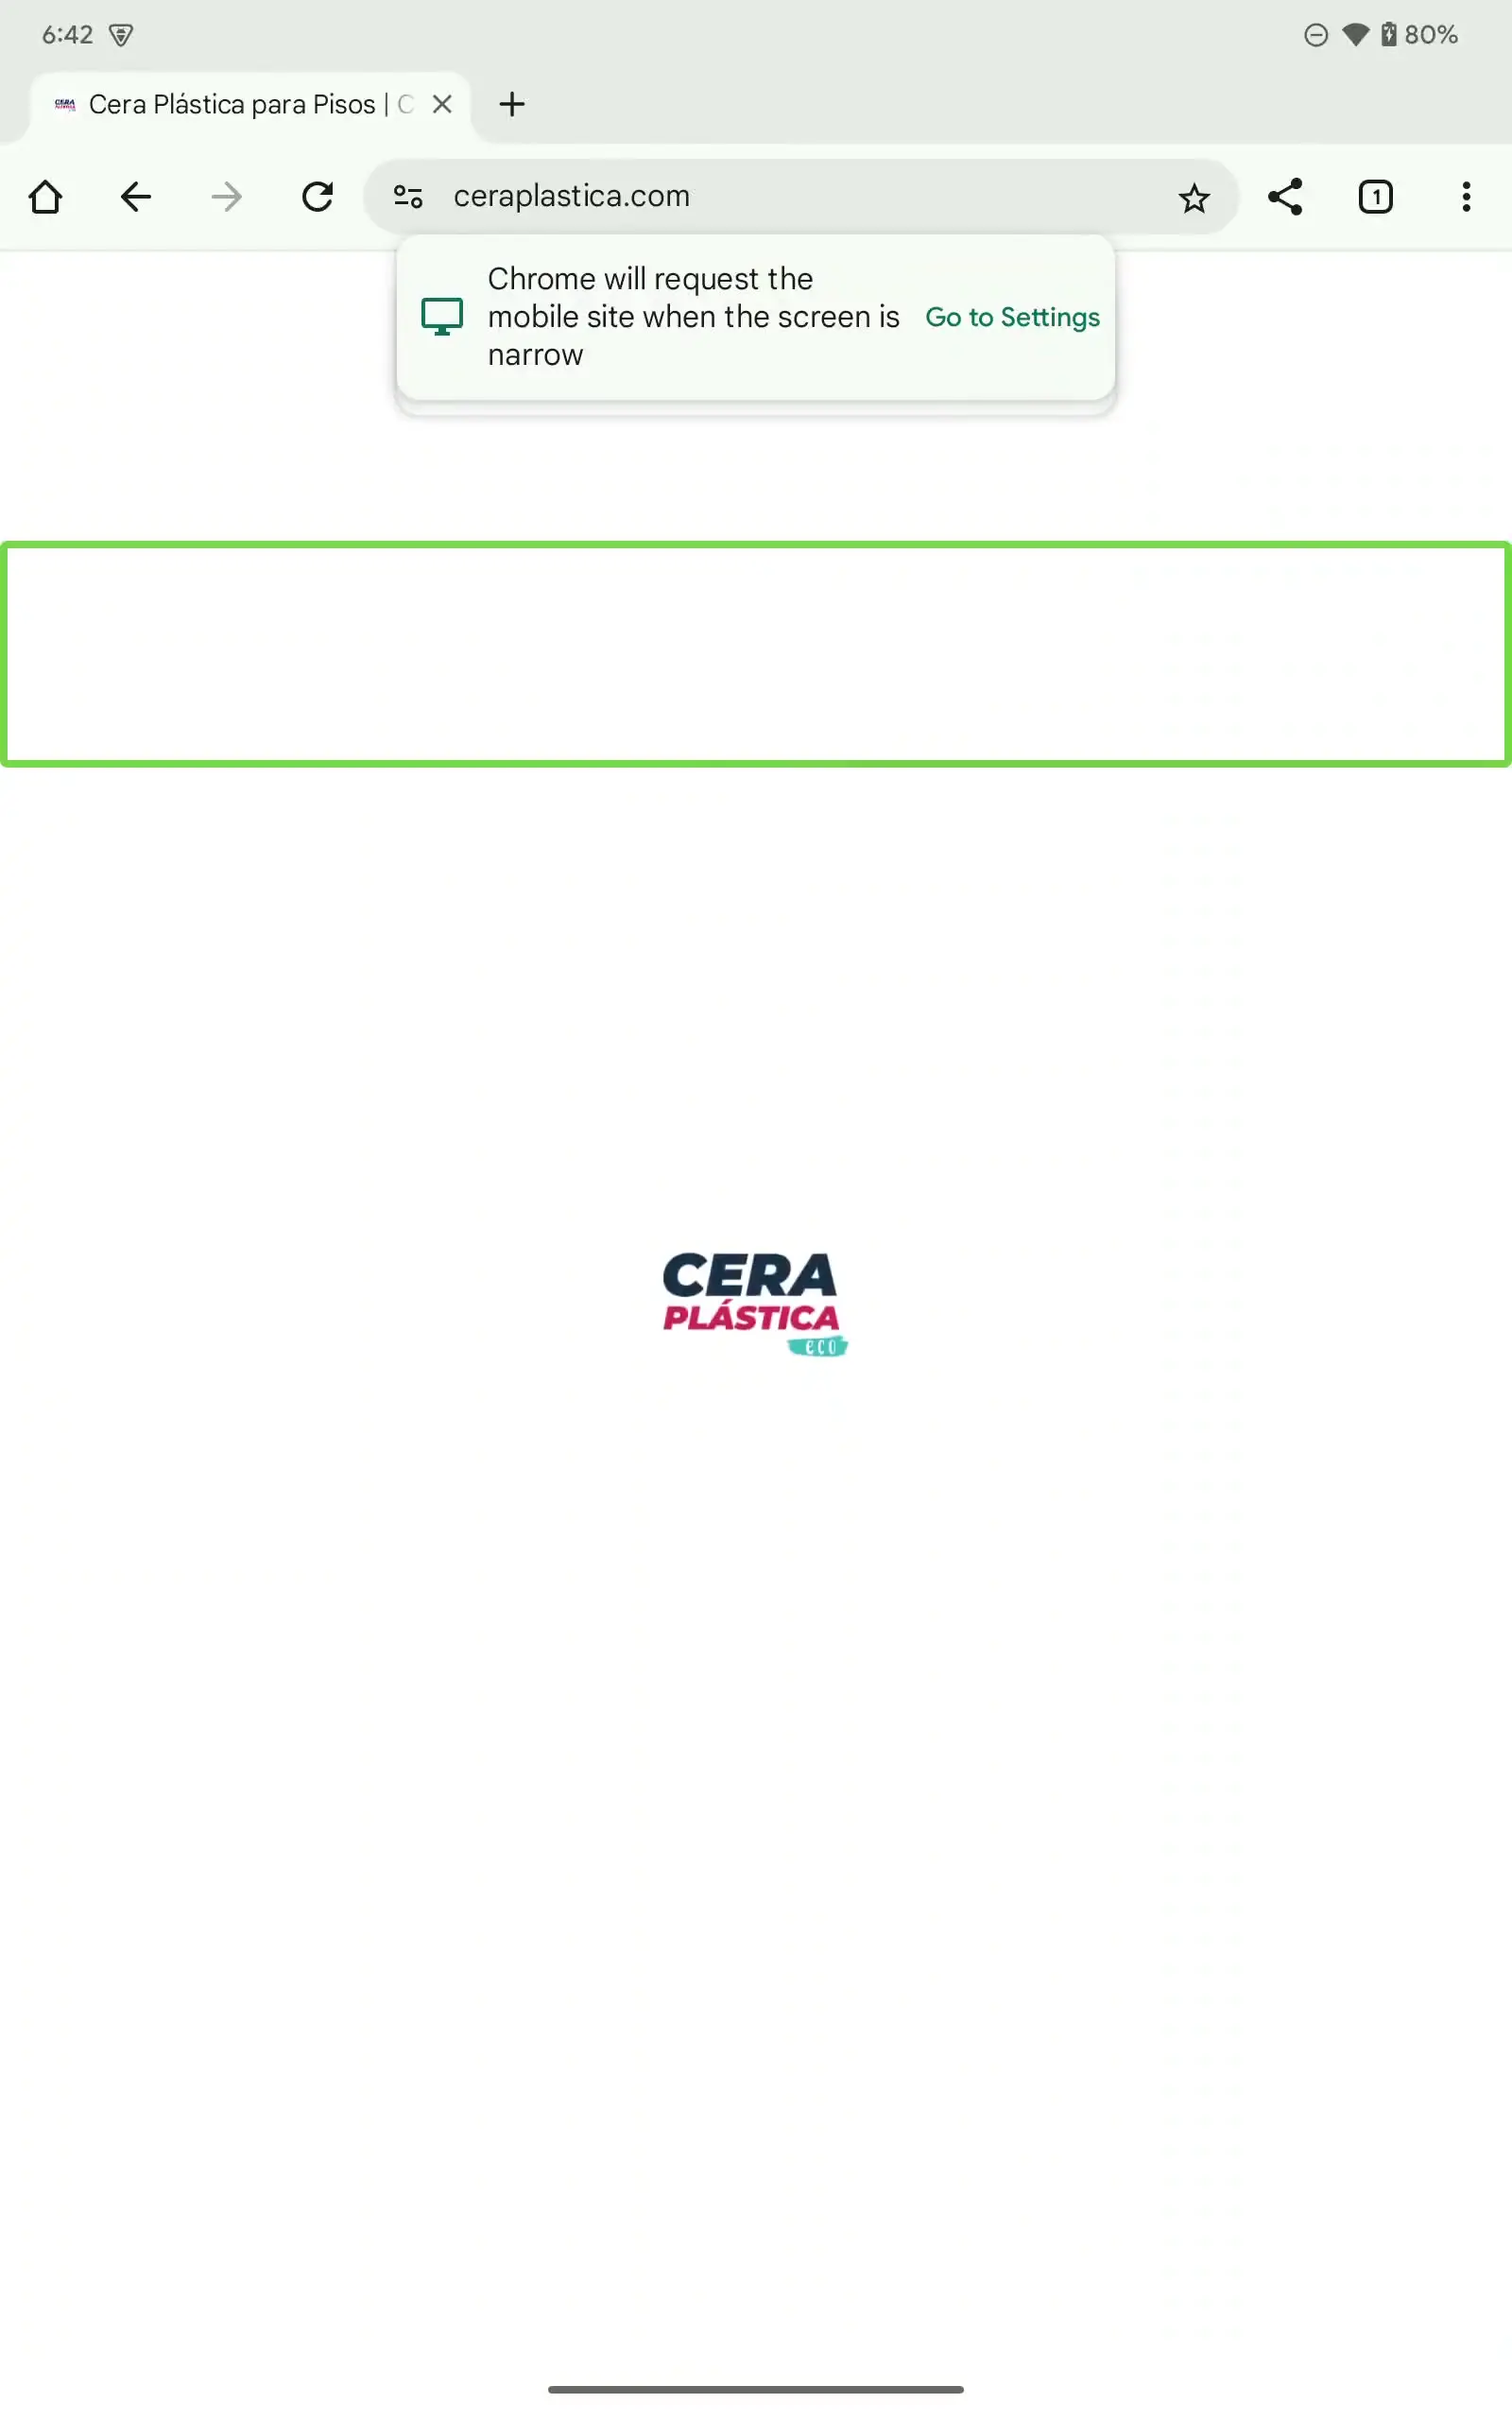 6:42
80%
Cera Plástica para Pisos | C
ceraplastica.com
1
Chrome will request the
mobile site when the screen is
narrow
Go to Settings
CERA
PLÁSTICA
eco